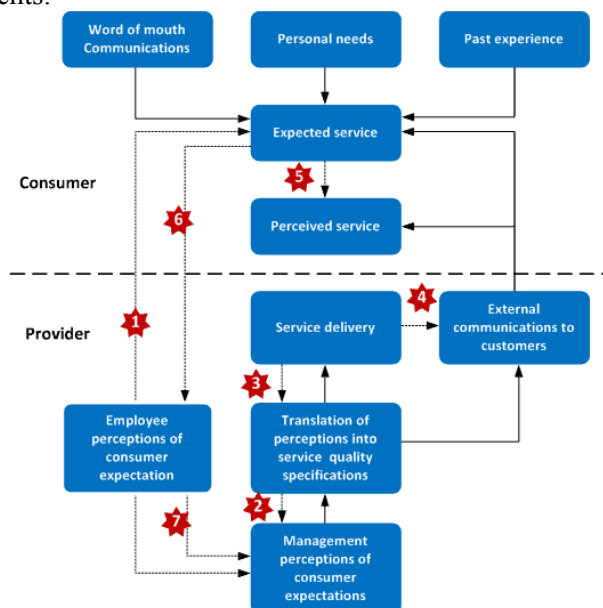 ents.
Word of mouth
Communications
Personal needs
Past experience
Expected service
Consumer
5
6
Perceived service
4
1
Provider
Service delivery
External
communications to
customers
3
Employee
perceptions of
consumer
expectation
Translation of
perceptions into
service quality
specifications
2
7
Management
perceptions of
consumer
expectations